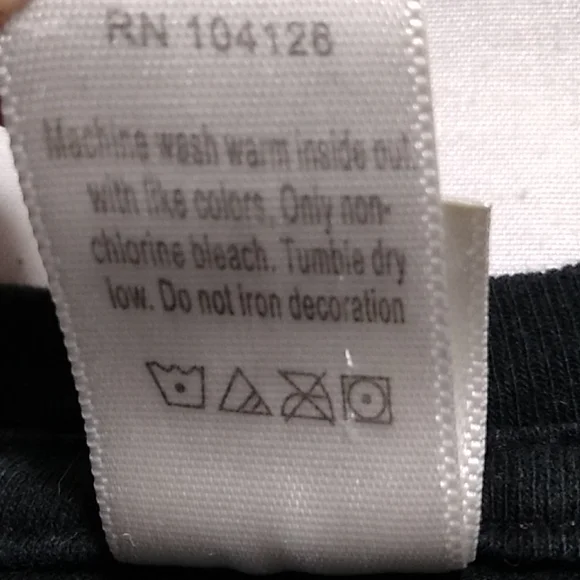 RN 104126
Machine wash warm inside out
with like colors. Only non-
chlorine bleach. Tumble dry
low. Do not iron decoration